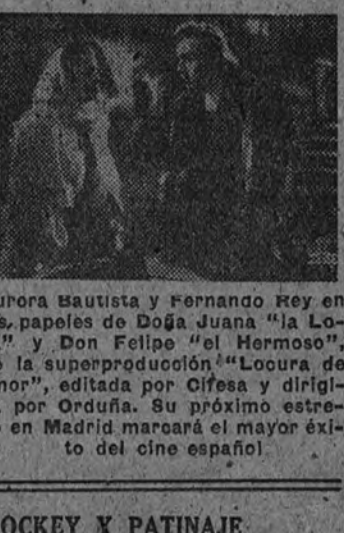 urora Bautista y Fernando Rey en
s papeles de Doña Juana "la Lo-
" y Don Felipe "el Hermoso",
la superproducción "Locura de
nor", editada por Cifesa y dirigi-
por Orduña. Su próximo estre-
en Madrid marcará el mayor éxi-
to del cine español
OCKEY X PATINAJE